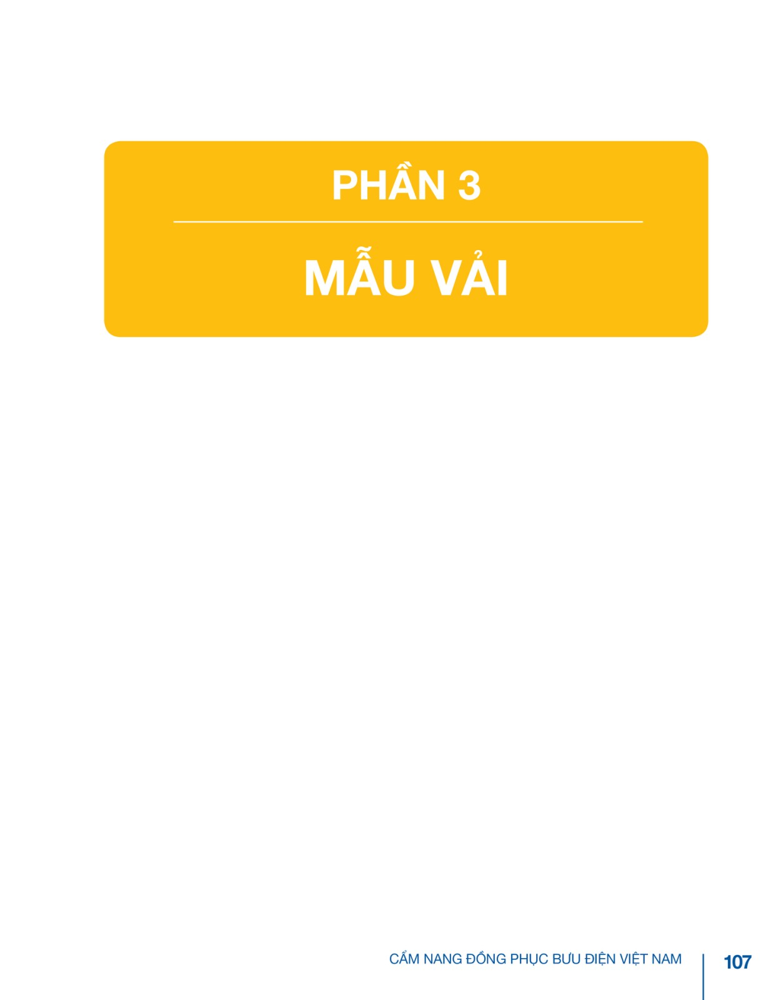 PHẦN 3
MẪU VẢI
CẨM NANG ĐỒNG PHỤC BƯU ĐIỆN VIỆT NAM
107